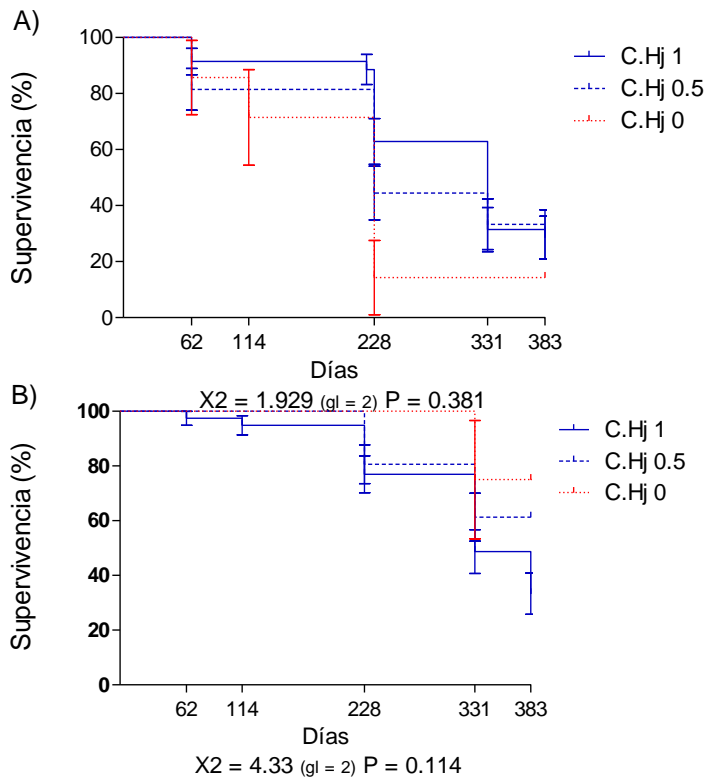 A)
Supervivencia (%)
100
80
60
40
20
0
62 114 228 331 383
Días
X2 = 1.929 (gl = 2) P = 0.381
C.Hj 1
C.Hj 0.5
C.Hj 0
B)
Supervivencia (%)
100
80
60
40
20
0
62 114 228 331 383
Días
X2 = 4.33 (gl = 2) P = 0.114
C.Hj 1
C.Hj 0.5
C.Hj 0